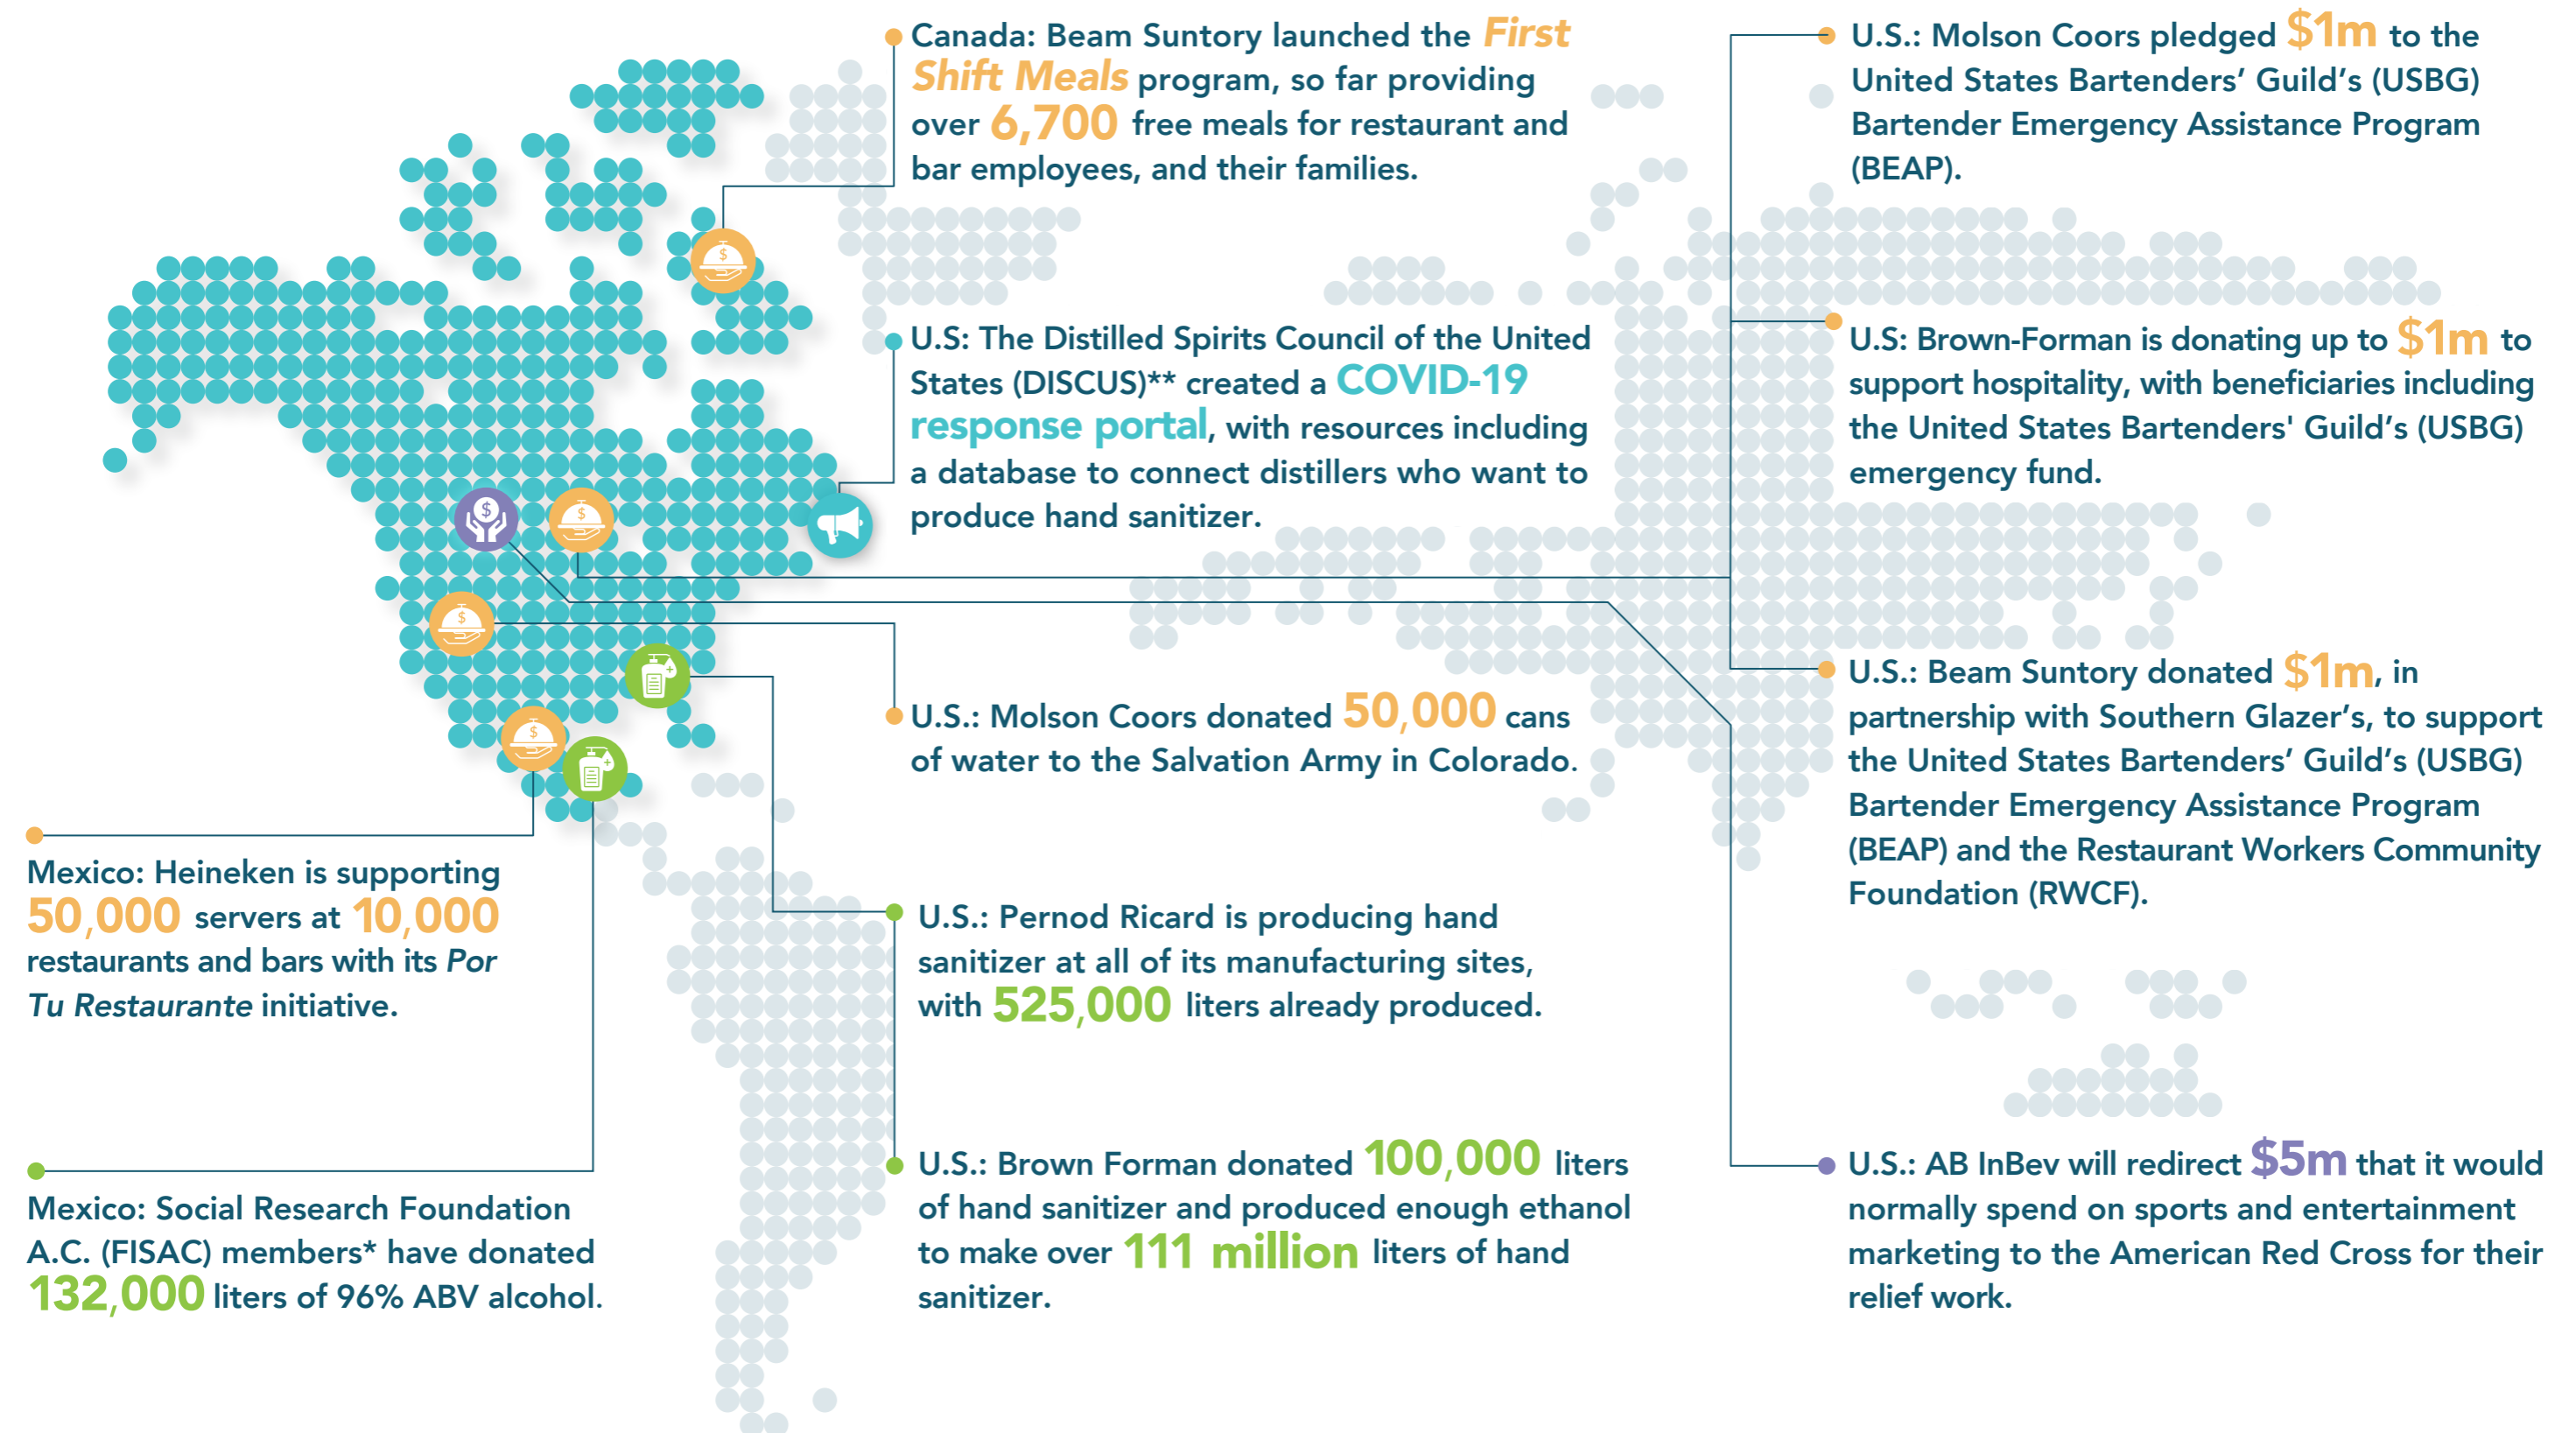 Canada: Beam Suntory launched the First
Shift Meals program, so far providing
over 6,700 free meals for restaurant and
bar employees, and their families.
U.S: The Distilled Spirits Council of the United
States (DISCUS)** created a COVID-19
response portal, with resources including
a database to connect distillers who want to
produce hand sanitizer.
U.S.: Molson Coors donated 50,000 cans
of water to the Salvation Army in Colorado.
U.S.: Pernod Ricard is producing hand
sanitizer at all of its manufacturing sites,
with 525,000 liters already produced.
U.S.: Brown Forman donated 100,000 liters
of hand sanitizer and produced enough ethanol
to make over 111 million liters of hand
sanitizer.
Mexico: Heineken is supporting
50,000 servers at 10,000
restaurants and bars with its Por
Tu Restaurante initiative.
Mexico: Social Research Foundation
A.C. (FISAC) members* have donated
132,000 liters of 96% ABV alcohol.
U.S.: Molson Coors pledged $1m to the
United States Bartenders’ Guild’s (USBG)
Bartender Emergency Assistance Program
(BEAP).
U.S: Brown-Forman is donating up to $1m to
support hospitality, with beneficiaries including
the United States Bartenders' Guild’s (USBG)
emergency fund.
U.S.: Beam Suntory donated $1m, in
partnership with Southern Glazer’s, to support
the United States Bartenders’ Guild’s (USBG)
Bartender Emergency Assistance Program
(BEAP) and the Restaurant Workers Community
Foundation (RWCF).
U.S.: AB InBev will redirect $5m that it would
normally spend on sports and entertainment
marketing to the American Red Cross for their
relief work.